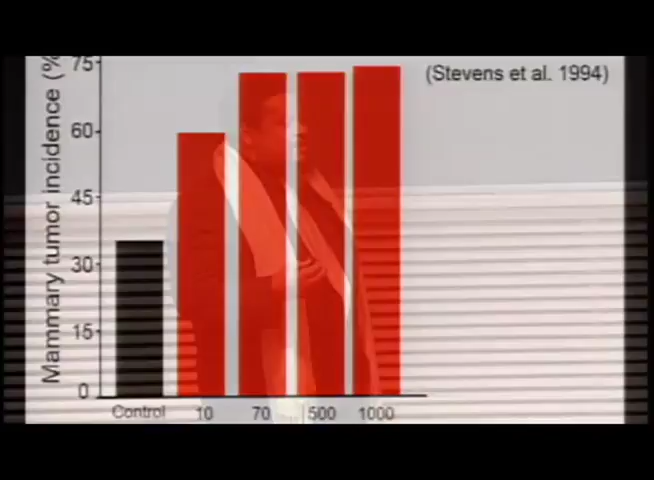 Mammary tumor incidence (%
75
60
45
30
15
0
(Stevens et al. 1994)
Control 10 70 500 1000